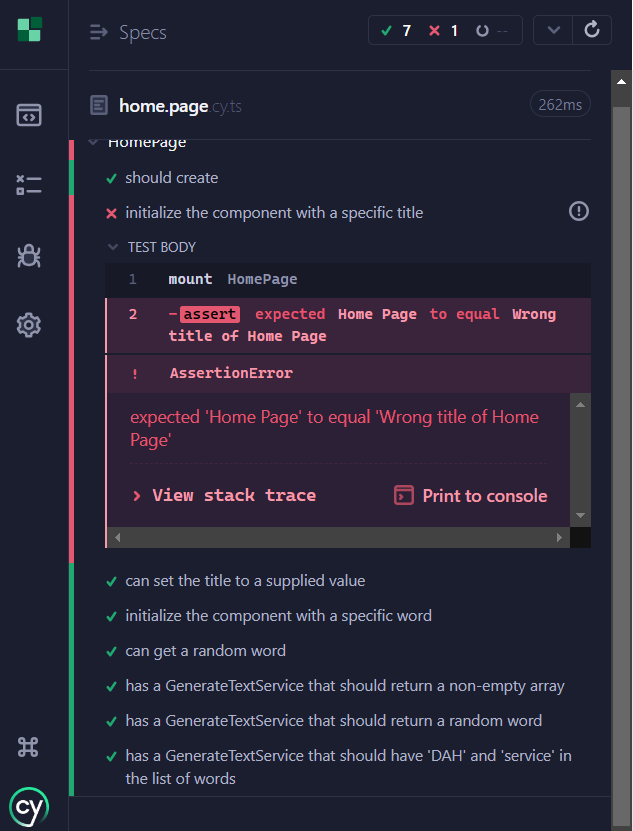 Specs
7
1
--
home.page.cy.ts
262ms
HomePage
should create
initialize the component with a specific title
TEST BODY
1 mount HomePage
2 -assert expected Home Page to equal Wrong
title of Home Page
! AssertionError
expected 'Home Page' to equal 'Wrong title of Home
Page'
> View stack trace
Print to console
can set the title to a supplied value
initialize the component with a specific word
can get a random word
has a GenerateTextService that should return a non-empty array
has a GenerateTextService that should return a random word
has a GenerateTextService that should have 'DAH' and 'service' in
the list of words
cy